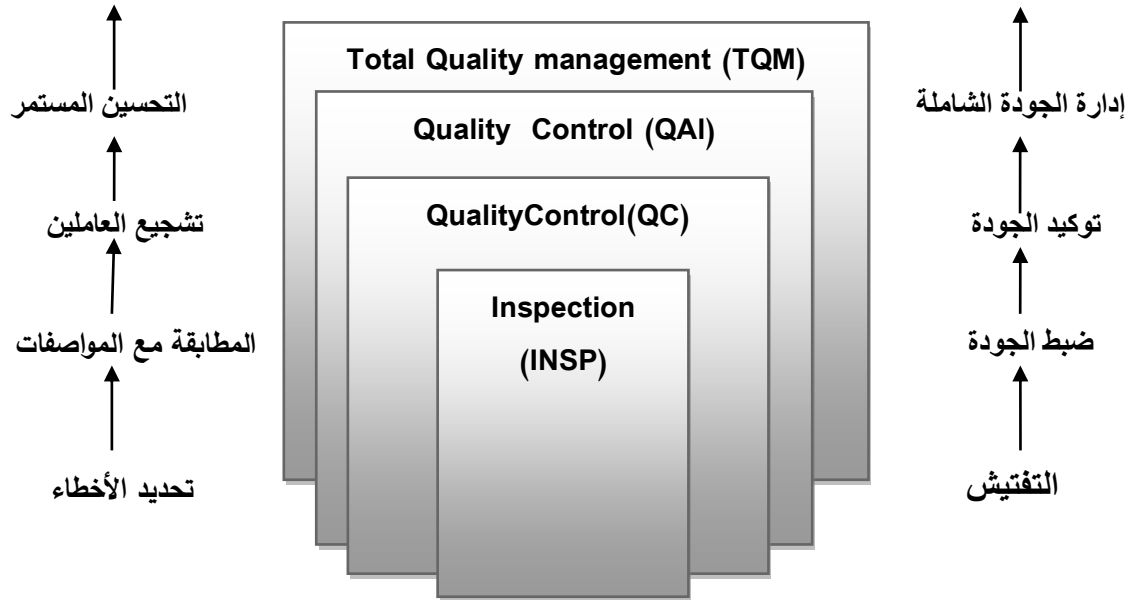 Total Quality management (TQM)
Quality Control (QAI)
QualityControl(QC)
Inspection
(INSP)
إدارة الجودة الشاملة
توكيد الجودة
ضبط الجودة
التفتيش
التحسين المستمر
تشجيع العاملين
المطابقة مع المواصفات
تحديد الأخطاء